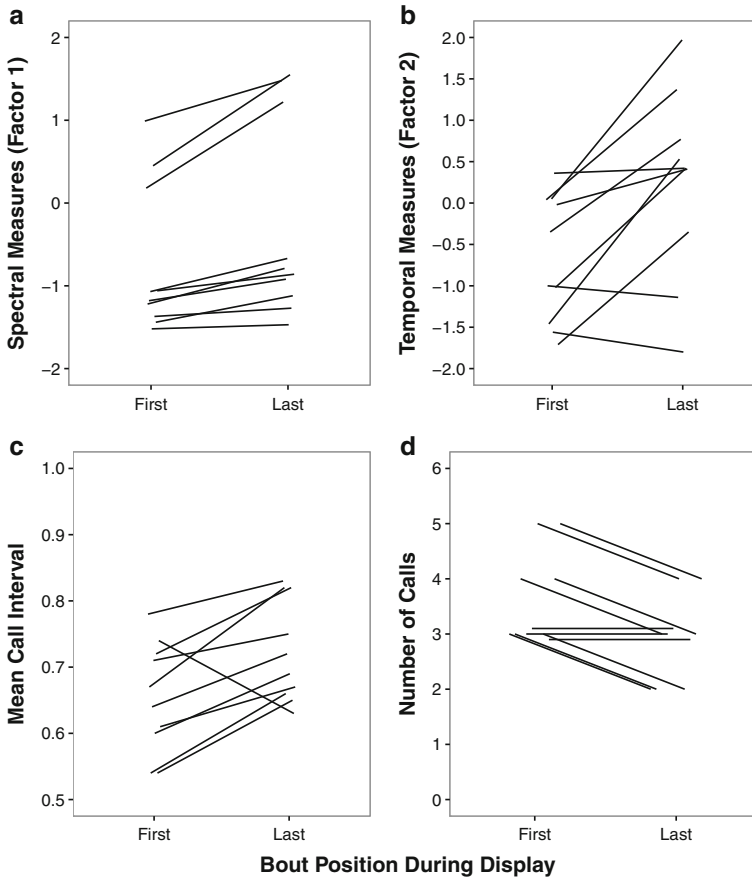 a
Spectral Measures (Factor 1)
2
1
0
−1
−2
First Last
b
Temporal Measures (Factor 2)
2.0
1.5
1.0
0.5
0.0
−0.5
−1.0
−1.5
−2.0
First Last
c
Mean Call Interval
1.0
0.9
0.8
0.7
0.6
0.5
First Last
d
Number of Calls
6
5
4
3
2
1
0
First Last
Bout Position During Display